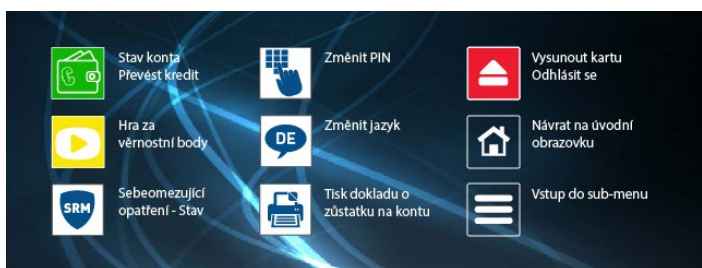 Stav konta
Převést kredit
Změnit PIN
Vysunout kartu
Odhlásit se
Hra za
věrnostní body
DE
Změnit jazyk
Návrat na úvodní
obrazovku
SRM
Sebeomezující
opatření - Stav
Tisk dokladu o
zůstatku na kontu
Vstup do sub-menu